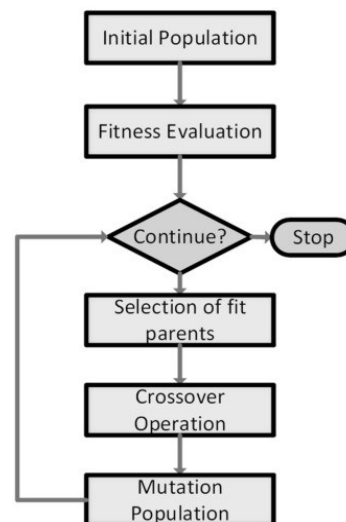 Initial Population
Fitness Evaluation
Continue?
Stop
Selection of fit
parents
Crossover
Operation
Mutation
Population